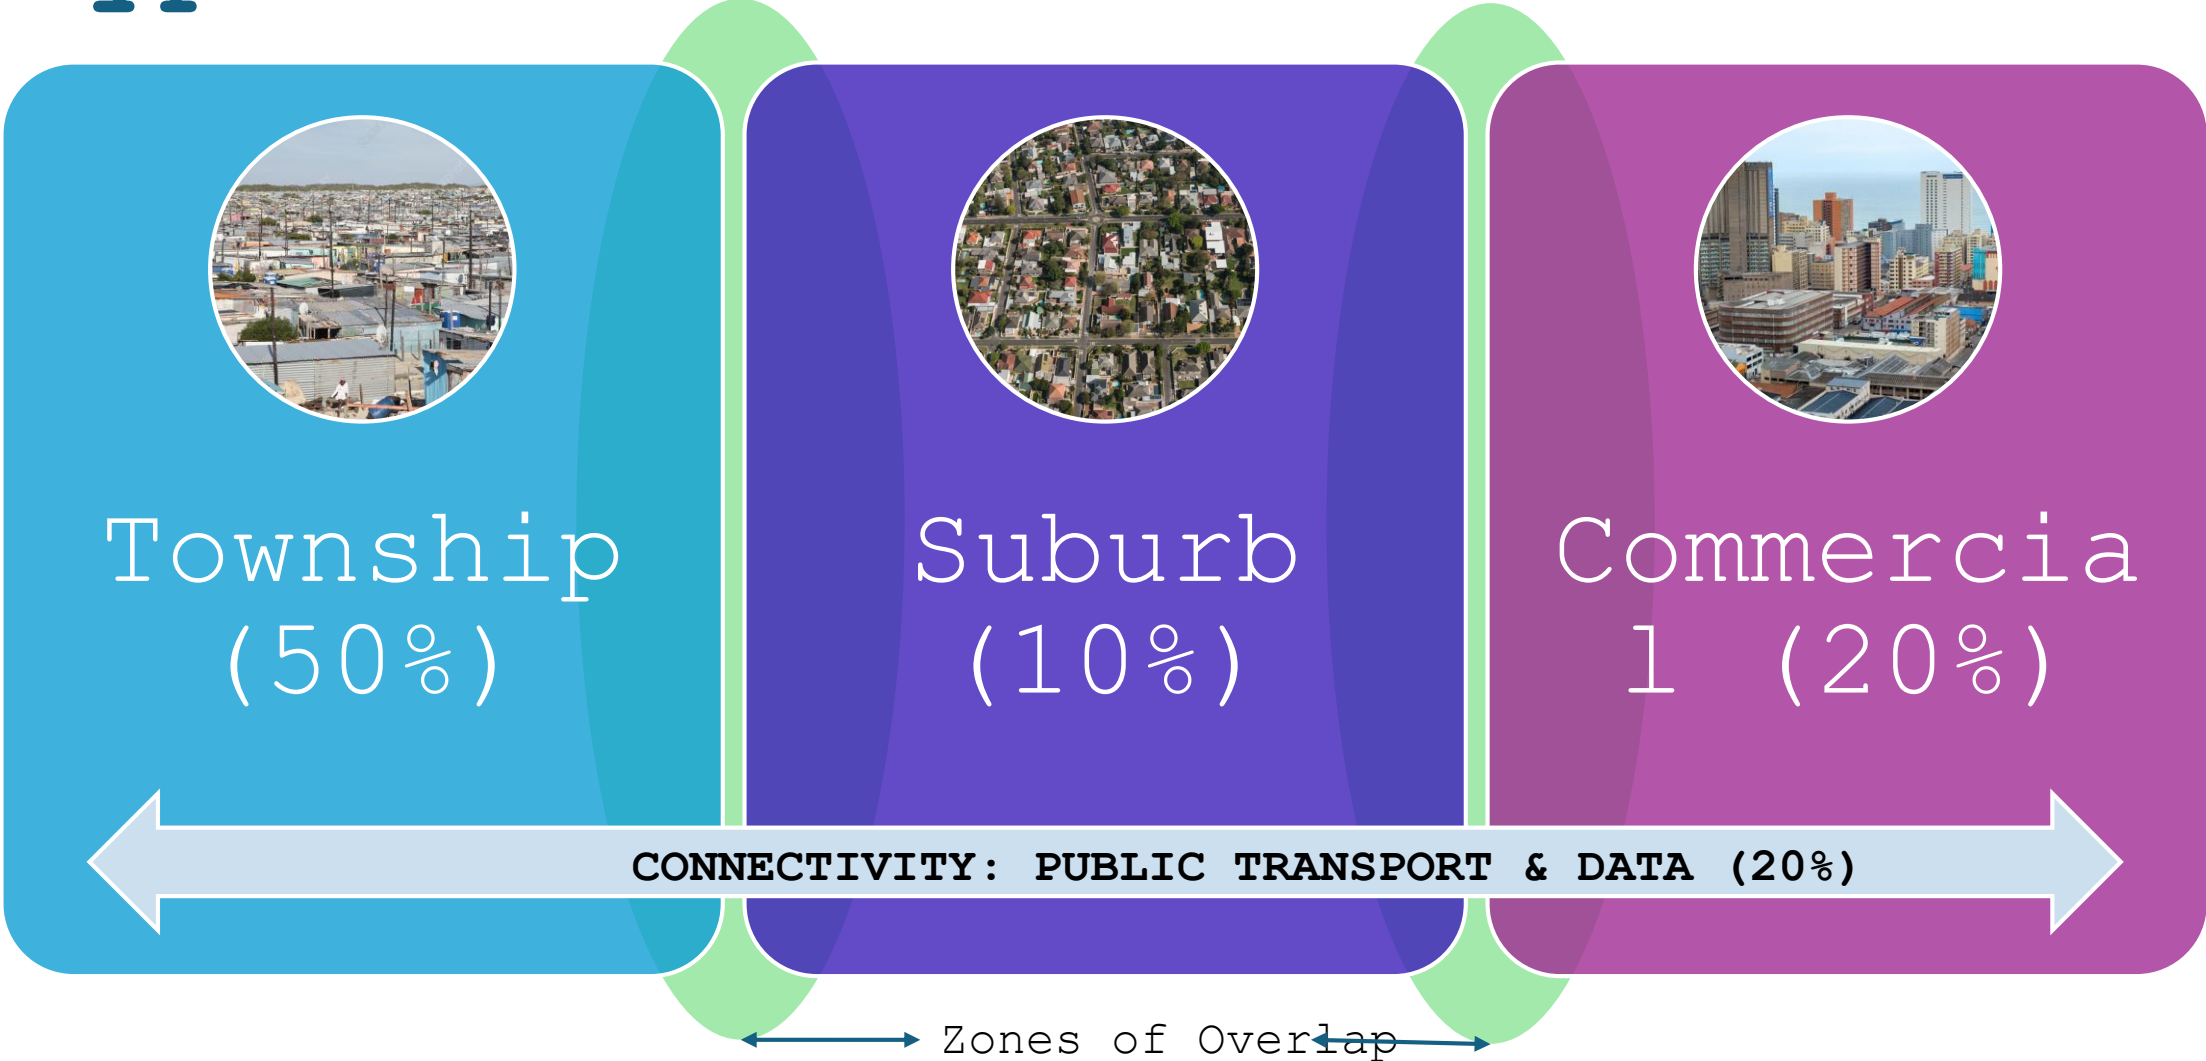 Township
(50%)
Suburb
(10%)
Commercia
l (20%)
CONNECTIVITY: PUBLIC TRANSPORT & DATA (20%)
Zones of Overlap